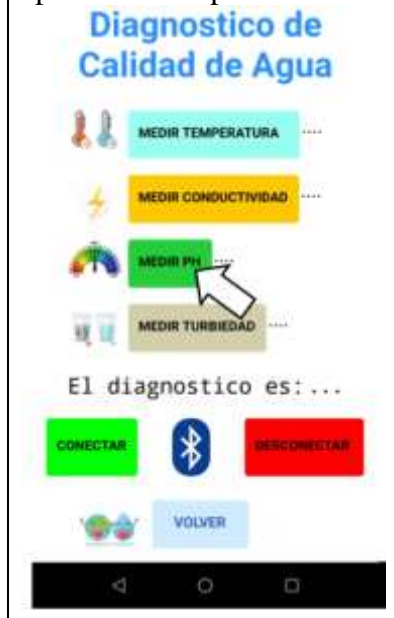 Diagnostico de
Calidad de Agua
MEDIR TEMPERATURA ....
MEDIR CONDUCTIVIDAD ....
MEDIR PH ....
MEDIR TURBIEDAD ....
El diagnostico es:...
CONECTAR
DESCONECTAR
VOLVER